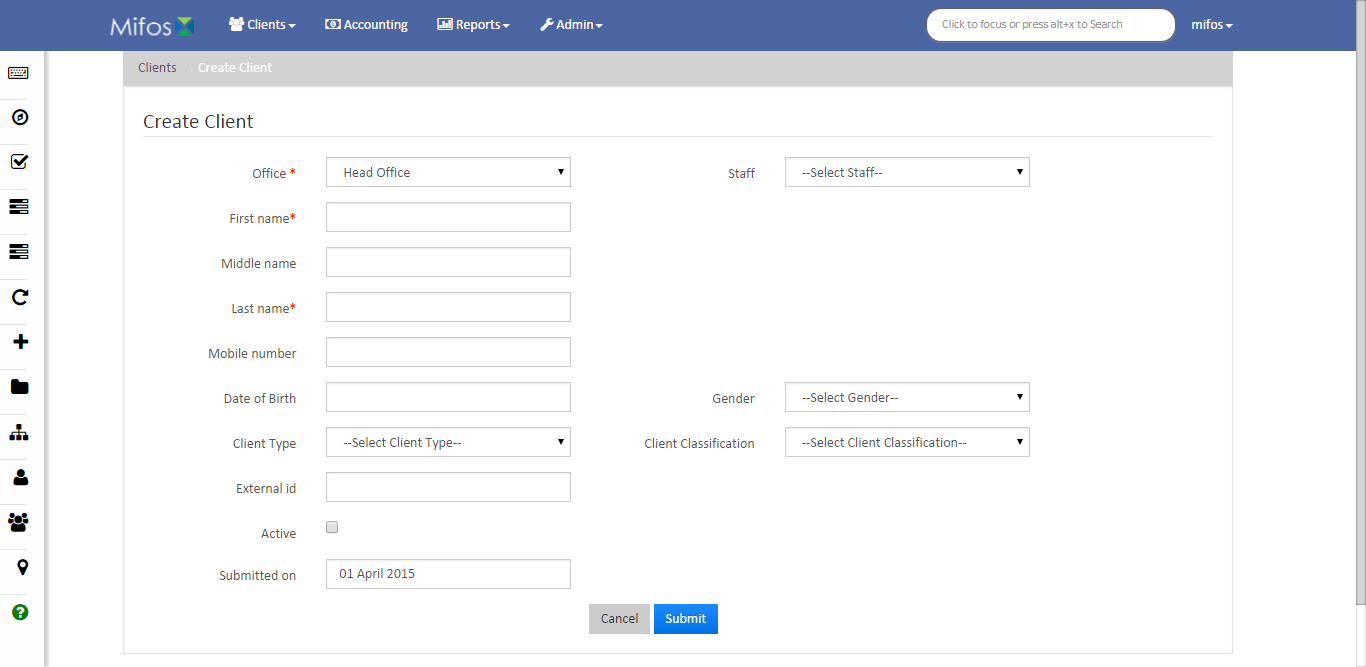 Mifos Clients Accounting Reports Admin Click to focus or press alt+x to Search mifos
Clients / Create Client
Create Client
Office * Head Office Staff --Select Staff--
First name*
Middle name
Last name*
Mobile number
Date of Birth Gender --Select Gender--
Client Type --Select Client Type-- Client Classification --Select Client Classification--
External id
Active
Submitted on 01 April 2015
Cancel Submit